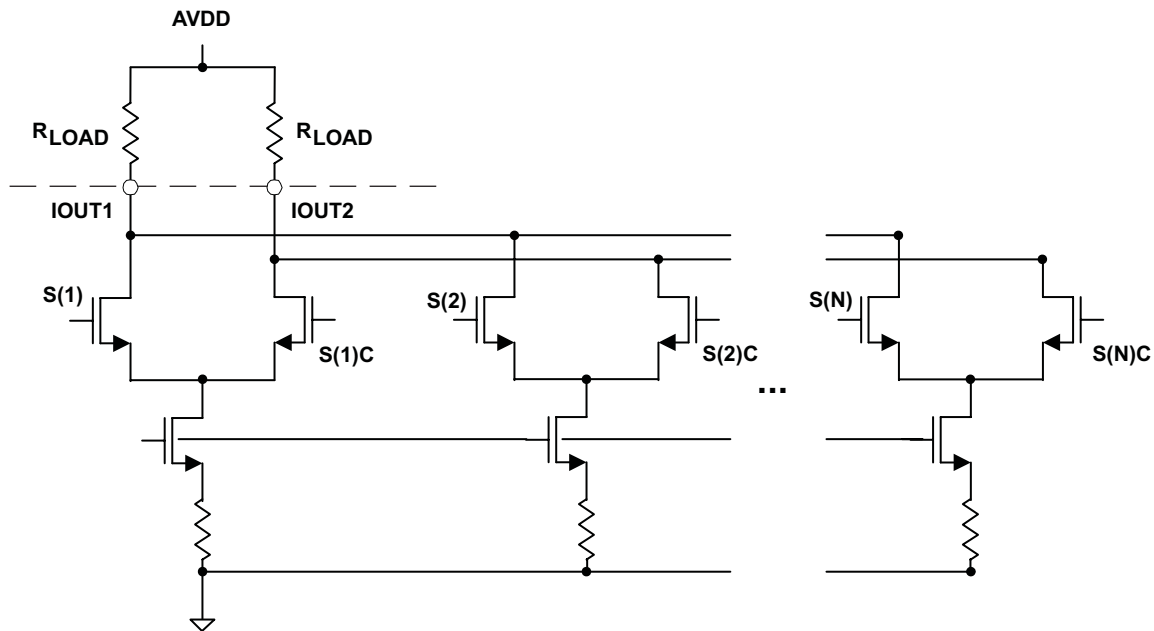 AVDD
RLOAD
RLOAD
IOUT1
IOUT2
S(1)
S(1)C
S(2)
S(2)C
...
S(N)
S(N)C